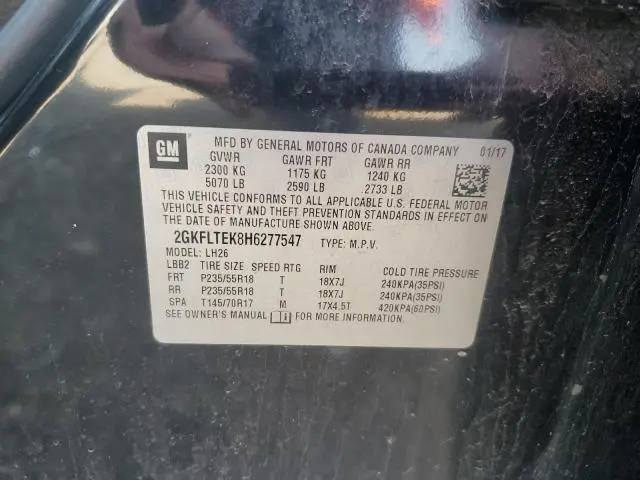 GM
MFD BY GENERAL MOTORS OF CANADA COMPANY 01/17
GVWR GAWR FRT GAWR RR
2300 KG 1175 KG 1240 KG
5070 LB 2590 LB 2733 LB
THIS VEHICLE CONFORMS TO ALL APPLICABLE U.S. FEDERAL MOTOR
VEHICLE SAFETY AND THEFT PREVENTION STANDARDS IN EFFECT ON
THE DATE OF MANUFACTURE SHOWN ABOVE.
2GKFLTEK8H6277547 TYPE: M.P.V.
MODEL: LH26
LBB2 TIRE SIZE SPEED RTG RIM COLD TIRE PRESSURE
FRT P235/55R18 T 18X7J 240KPA(35PSI)
RR P235/55R18 T 18X7J 240KPA(35PSI)
SPA T145/70R17 M 17X4.5T 420KPA(60PSI)
SEE OWNER'S MANUAL FOR MORE INFORMATION.